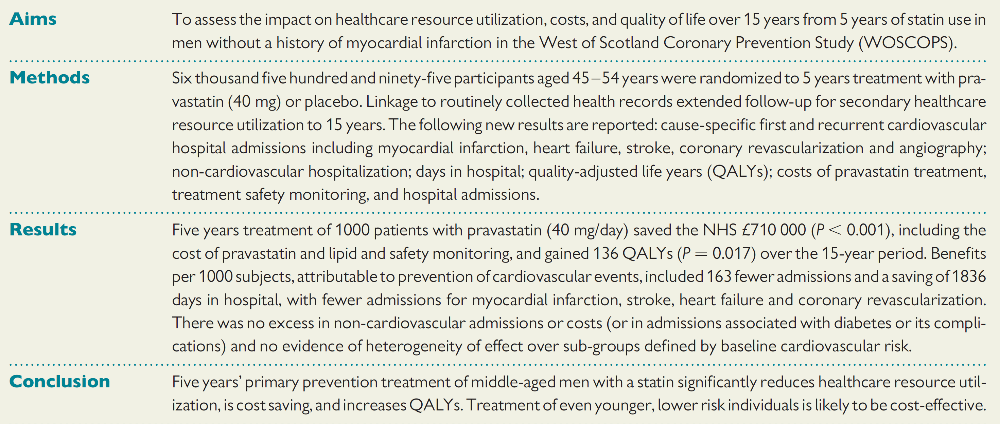 Aims
To assess the impact on healthcare resource utilization, costs, and quality of life over 15 years from 5 years of statin use in
men without a history of myocardial infarction in the West of Scotland Coronary Prevention Study (WOSCOPS).
Methods
Six thousand five hundred and ninety-five participants aged 45–54 years were randomized to 5 years treatment with pra-
vastatin (40 mg) or placebo. Linkage to routinely collected health records extended follow-up for secondary healthcare
resource utilization to 15 years. The following new results are reported: cause-specific first and recurrent cardiovascular
hospital admissions including myocardial infarction, heart failure, stroke, coronary revascularization and angiography;
non-cardiovascular hospitalization; days in hospital; quality-adjusted life years (QALYs); costs of pravastatin treatment,
treatment safety monitoring, and hospital admissions.
Results
Five years treatment of 1000 patients with pravastatin (40 mg/day) saved the NHS £710 000 (P < 0.001), including the
cost of pravastatin and lipid and safety monitoring, and gained 136 QALYs (P = 0.017) over the 15-year period. Benefits
per 1000 subjects, attributable to prevention of cardiovascular events, included 163 fewer admissions and a saving of 1836
days in hospital, with fewer admissions for myocardial infarction, stroke, heart failure and coronary revascularization.
There was no excess in non-cardiovascular admissions or costs (or in admissions associated with diabetes or its compli-
cations) and no evidence of heterogeneity of effect over sub-groups defined by baseline cardiovascular risk.
Conclusion
Five years’ primary prevention treatment of middle-aged men with a statin significantly reduces healthcare resource util-
ization, is cost saving, and increases QALYs. Treatment of even younger, lower risk individuals is likely to be cost-effective.